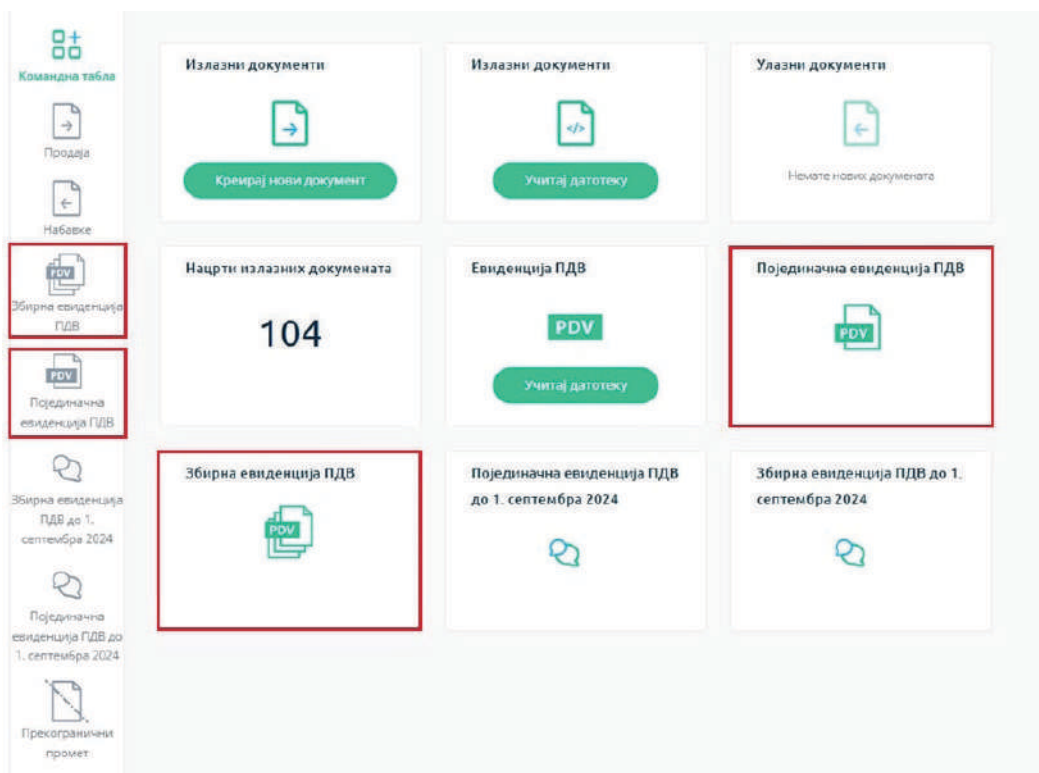 Командна табла
Продаја
Набавке
PDV
Збирна евиденција
ПДВ
PDV
Појединачна
евиденција ПДВ
Збирна евиденција
ПДВ до 1.
септембра 2024
Појединачна
евиденција ПДВ до
1. септембра 2024
Прекогранични
промет
Излазни документи
Креирај нови документ
Излазни документи
</>
Учитај датотеку
Улазни документи
Немате нових докумената
Нацрти излазних докумената
104
Евиденција ПДВ
PDV
Учитај датотеку
Појединачна евиденција ПДВ
PDV
Збирна евиденција ПДВ
PDV
Појединачна евиденција ПДВ
до 1. септембра 2024
Збирна евиденција ПДВ до 1.
септембра 2024